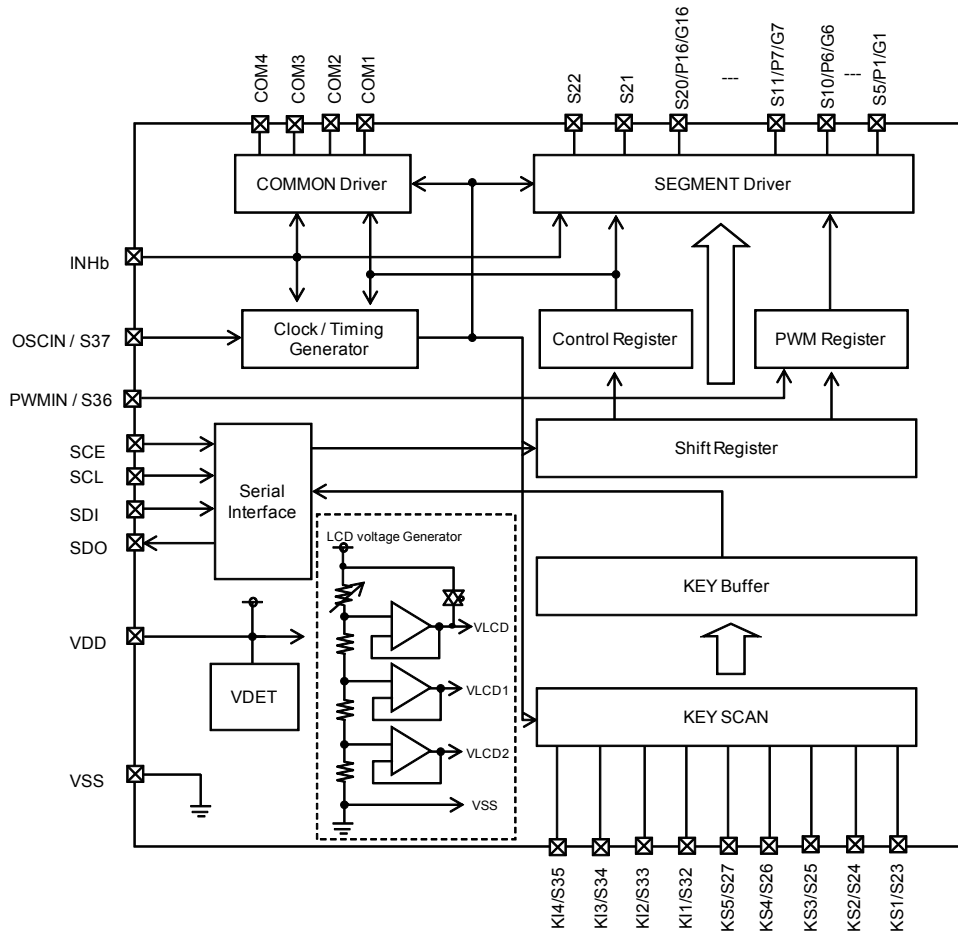 COM4
COM3
COM2
COM1
S22
S21
S20/P16/G16
---
S11/P7/G7
S10/P6/G6
---
S5/P1/G1
COMMON Driver
SEGMENT Driver
INHb
OSCIN / S37
Clock / Timing
Generator
Control Register
PWM Register
PWMIN / S36
SCE
SCL
SDI
SDO
Serial
Interface
Shift Register
LCD voltage Generator
KEY Buffer
VLCD
VDD
VDET
VLCD1
KEY SCAN
VLCD2
VSS
VSS
KI4/S35
KI3/S34
KI2/S33
KI1/S32
KS5/S27
KS4/S26
KS3/S25
KS2/S24
KS1/S23